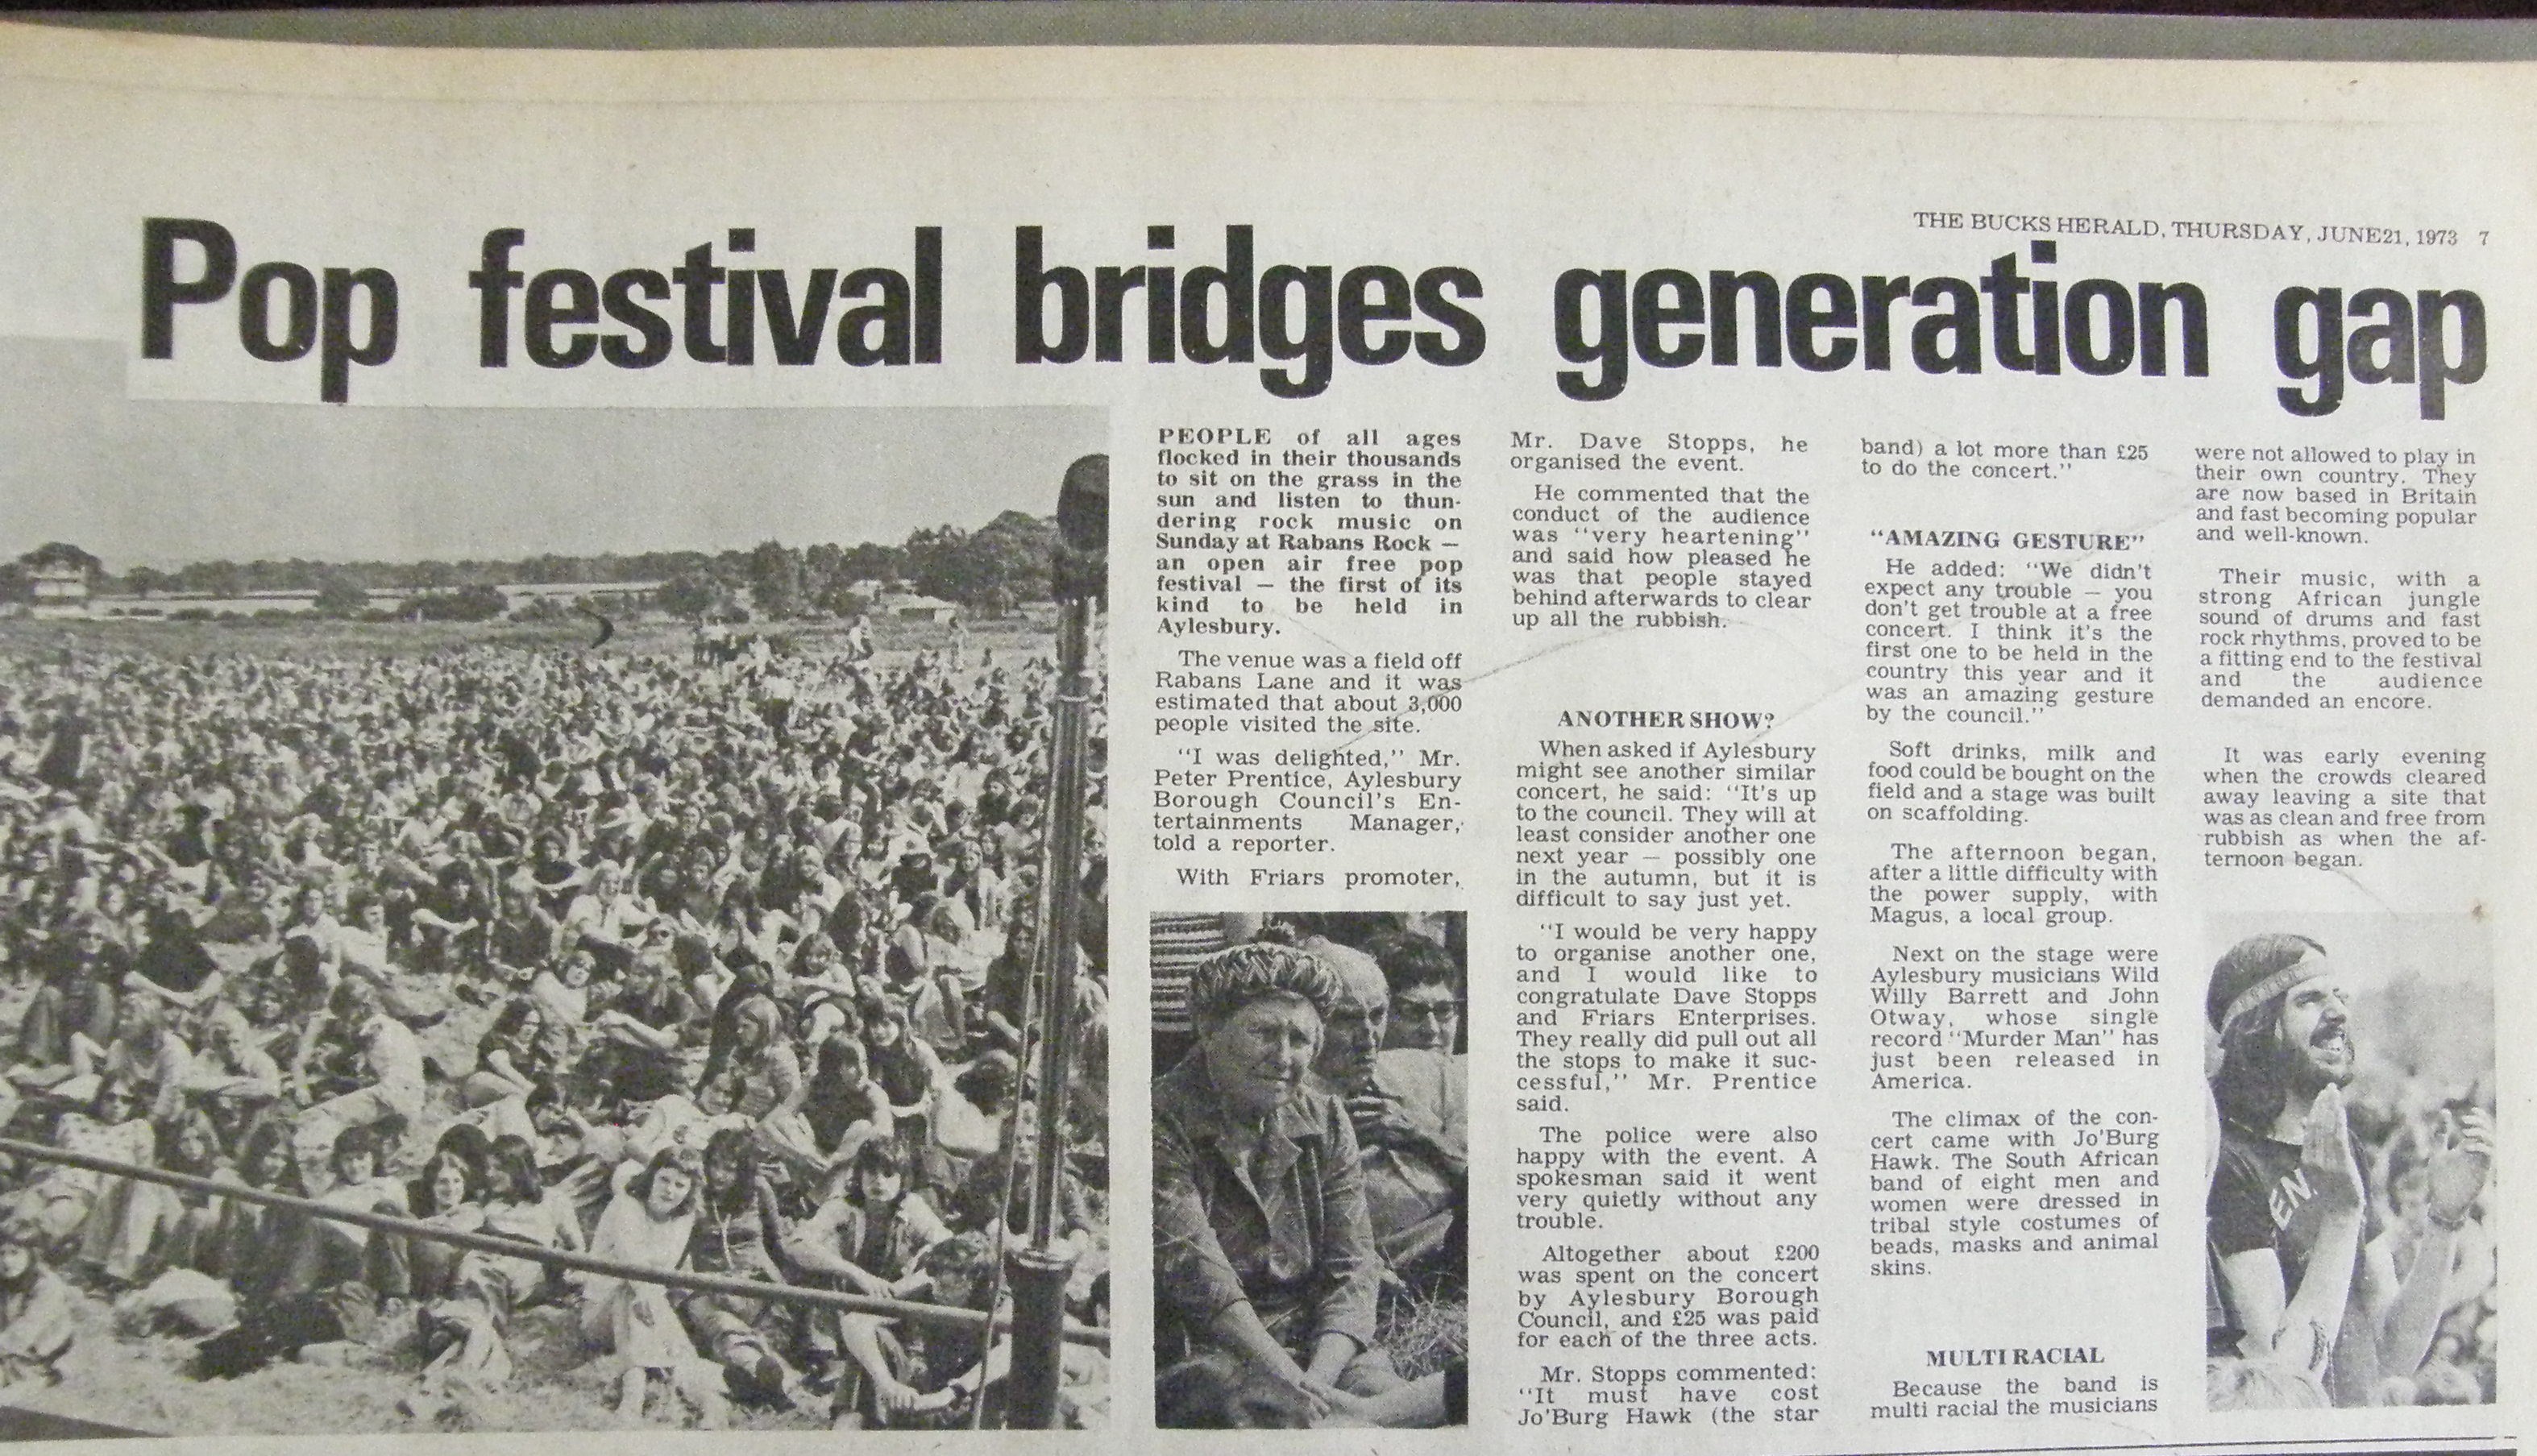 THE BUCKS HERALD, THURSDAY, JUNE21, 1973 7
Pop festival bridges generation gap
PEOPLE of all ages
flocked in their thousands
to sit on the grass in the
sun and listen to thun-
dering rock music on
Sunday at Rabans Rock —
an open air free pop
festival — the first of its
kind to be held in
Aylesbury.
The venue was a field off
Rabans Lane and it was
estimated that about 3,000
people visited the site.
"I was delighted," Mr.
Peter Prentice, Aylesbury
Borough Council's En-
tertainments Manager,
told a reporter.
With Friars promoter,
Mr. Dave Stopps, he
organised the event.
He commented that the
conduct of the audience
was "very heartening"
and said how pleased he
was that people stayed
behind afterwards to clear
up all the rubbish.
ANOTHER SHOW?
When asked if Aylesbury
might see another similar
concert, he said: "It's up
to the council. They will at
least consider another one
next year — possibly one
in the autumn, but it is
difficult to say just yet.
"I would be very happy
to organise another one,
and I would like to
congratulate Dave Stopps
and Friars Enterprises.
They really did pull out all
the stops to make it suc-
cessful," Mr. Prentice
said.
The police were also
happy with the event. A
spokesman said it went
very quietly without any
trouble.
Altogether about £200
was spent on the concert
by Aylesbury Borough
Council, and £25 was paid
for each of the three acts.
Mr. Stopps commented:
"It must have cost
Jo'Burg Hawk (the star
band) a lot more than £25
to do the concert."
"AMAZING GESTURE"
He added: "We didn't
expect any trouble — you
don't get trouble at a free
concert. I think it's the
first one to be held in the
country this year and it
was an amazing gesture
by the council."
Soft drinks, milk and
food could be bought on the
field and a stage was built
on scaffolding.
The afternoon began,
after a little difficulty with
the power supply, with
Magus, a local group.
Next on the stage were
Aylesbury musicians Wild
Willy Barrett and John
Otway, whose single
record "Murder Man" has
just been released in
America.
The climax of the con-
cert came with Jo'Burg
Hawk. The South African
band of eight men and
women were dressed in
tribal style costumes of
beads, masks and animal
skins.
MULTI RACIAL
Because the band is
multi racial the musicians
were not allowed to play in
their own country. They
are now based in Britain
and fast becoming popular
and well-known.
Their music, with a
strong African jungle
sound of drums and fast
rock rhythms, proved to be
a fitting end to the festival
and the audience
demanded an encore.
It was early evening
when the crowds cleared
away leaving a site that
was as clean and free from
rubbish as when the af-
ternoon began.
EN.